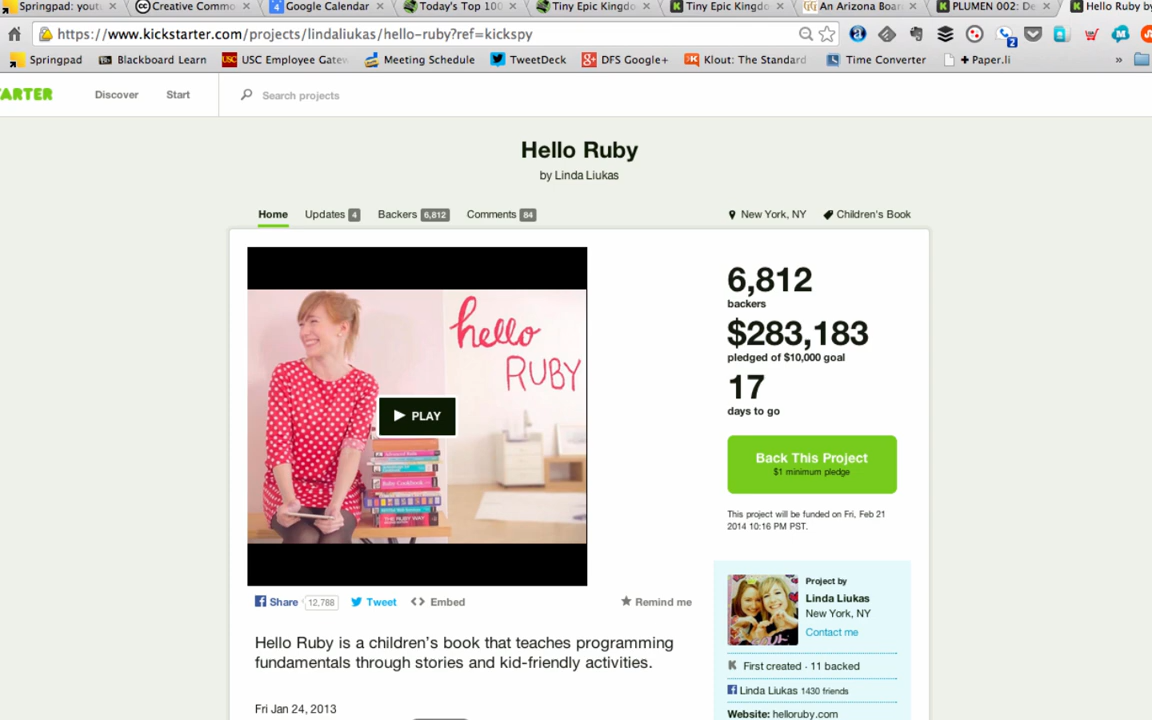 Springpad: yout
Creative Commo
Google Calendar
Today's Top 100
Tiny Epic Kingdo
Tiny Epic Kingdo
An Arizona Boar
PLUMEN 002: De
Hello Ruby by
https://www.kickstarter.com/projects/lindaliukas/hello-ruby?ref=kickspy
Springpad
Blackboard Learn
USC Employee Gatew
Meeting Schedule
TweetDeck
DFS Google+
Klout: The Standard
Time Converter
+ Paper.li
»
ARTER
Discover
Start
Search projects
Hello Ruby
by Linda Liukas
Home Updates 4 Backers 6,812 Comments 84
New York, NY Children's Book
hello
RUBY
PLAY
Ruby Cookbook
THE RUBY WAY
6,812
backers
$283,183
pledged of $10,000 goal
17
days to go
Back This Project
$1 minimum pledge
This project will be funded on Fri, Feb 21
2014 10:16 PM PST.
Share 12,788 Tweet <> Embed Remind me
Hello Ruby is a children's book that teaches programming
fundamentals through stories and kid-friendly activities.
Fri Jan 24, 2013
Project by
Linda Liukas
New York, NY
Contact me
First created · 11 backed
Linda Liukas 1430 friends
Website: helloruby.com